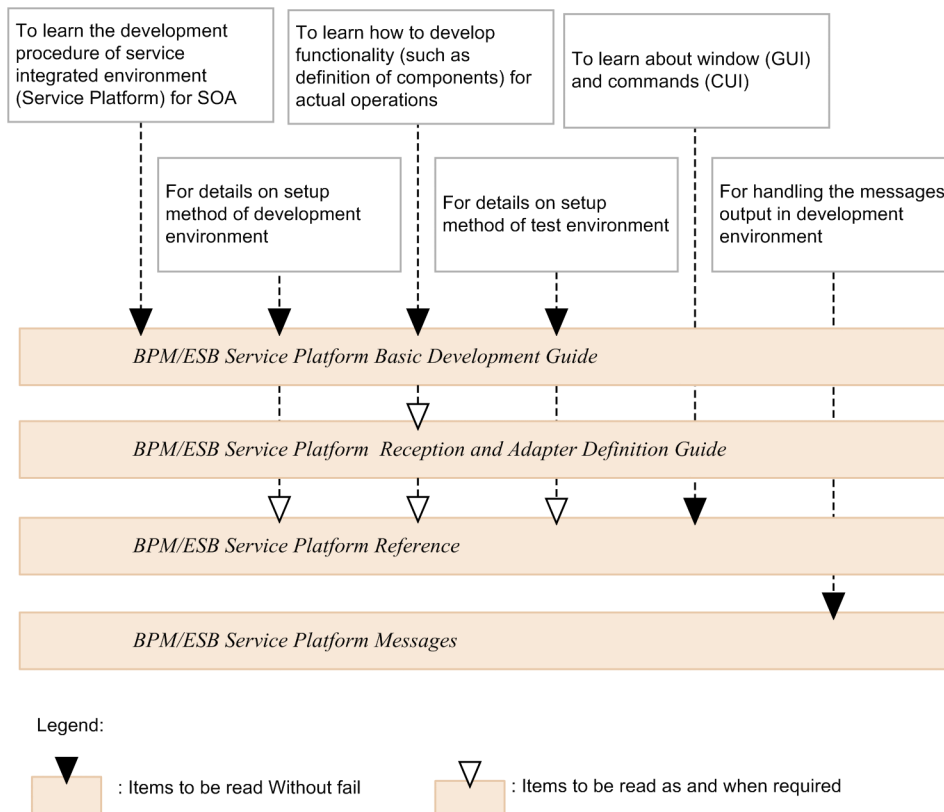 To learn the development
procedure of service
integrated environment
(Service Platform) for SOA
To learn how to develop
functionality (such as
definition of components) for
actual operations
To learn about window (GUI)
and commands (CUI)
For details on setup
method of development
environment
For details on setup
method of test environment
For handling the messages
output in development
environment
BPM/ESB Service Platform Basic Development Guide
BPM/ESB Service Platform  Reception and Adapter Definition Guide
BPM/ESB Service Platform Reference
BPM/ESB Service Platform Messages
Legend:
: Items to be read Without fail
: Items to be read as and when required